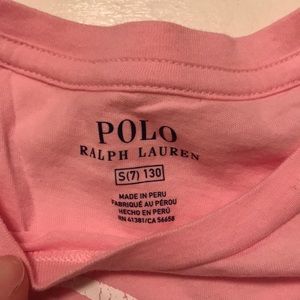 POLO
RALPH LAUREN
S(7) 130
MADE IN PERU
FABRIQUÉ AU PÉROU
HECHO EN PERÚ
RN 41381/CA 56658